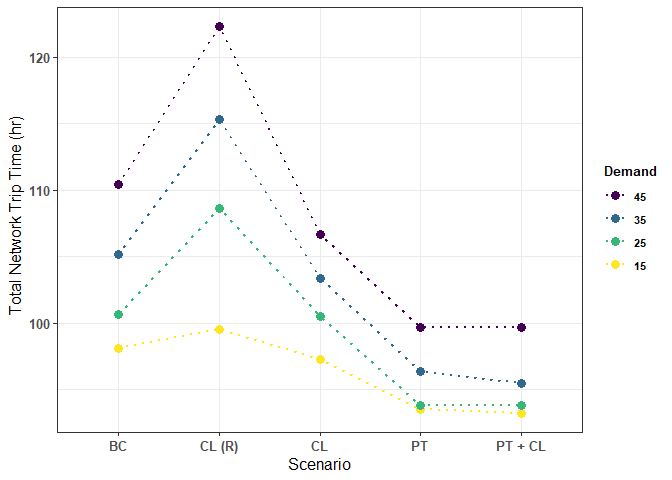 Total Network Trip Time (hr)
120
110
100
BC CL (R) CL PT PT + CL
Scenario
Demand
45
35
25
15